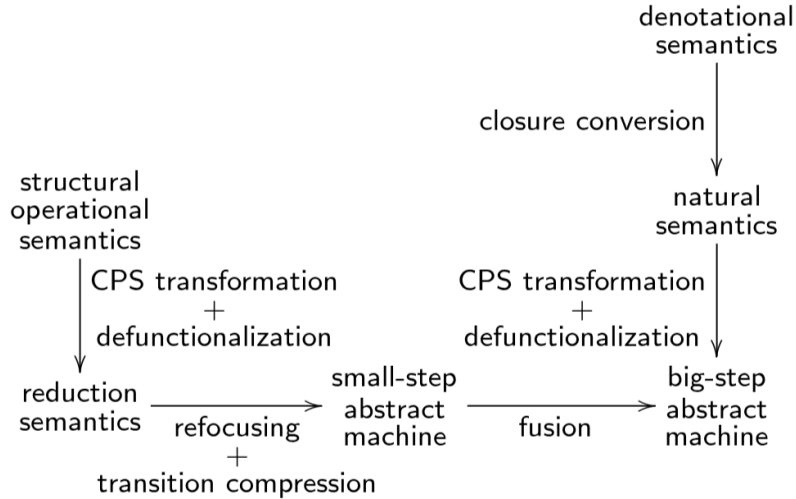 denotational
semantics
closure conversion
structural
operational
semantics
natural
semantics
CPS transformation
+
defunctionalization
CPS transformation
+
defunctionalization
reduction
semantics
small-step
abstract
machine
big-step
abstract
machine
refocusing
+
transition compression
fusion